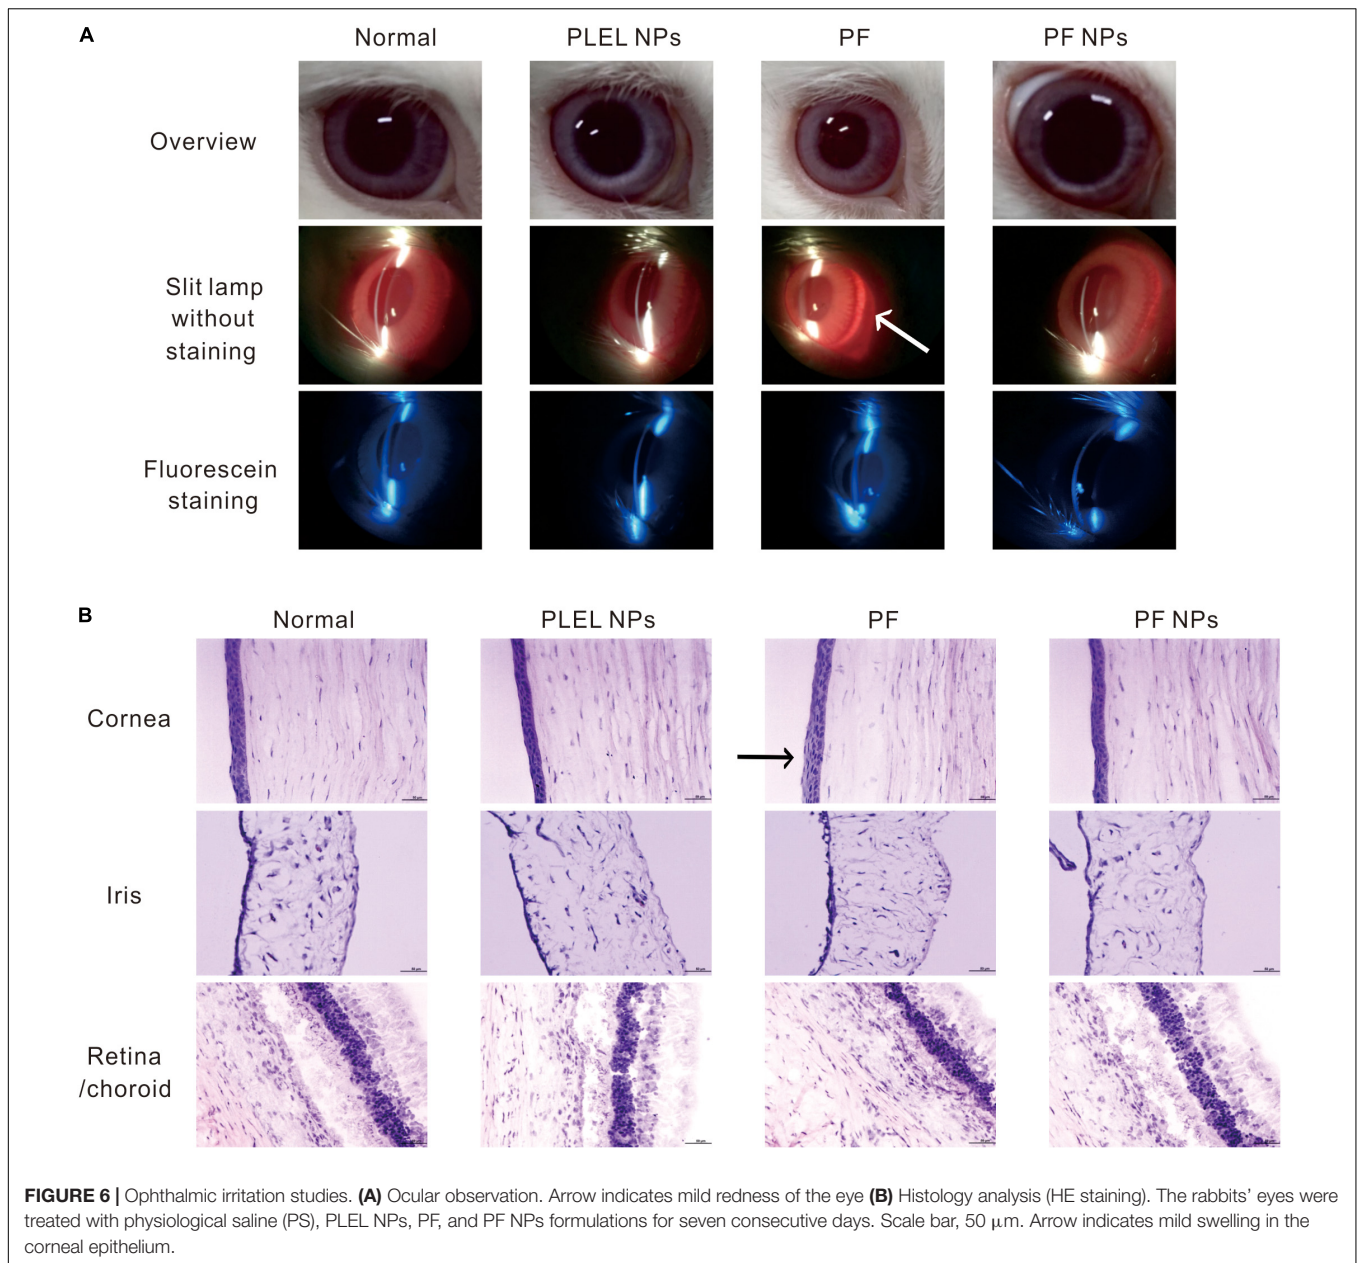 A
Normal PLEL NPs PF PF NPs
Overview
Slit lamp
without
staining
Fluorescein
staining
B
Normal PLEL NPs PF PF NPs
Cornea
Iris
Retina
/choroid
FIGURE 6 | Ophthalmic irritation studies. (A) Ocular observation. Arrow indicates mild redness of the eye (B) Histology analysis (HE staining). The rabbits’ eyes were
treated with physiological saline (PS), PLEL NPs, PF, and PF NPs formulations for seven consecutive days. Scale bar, 50 μm. Arrow indicates mild swelling in the
corneal epithelium.